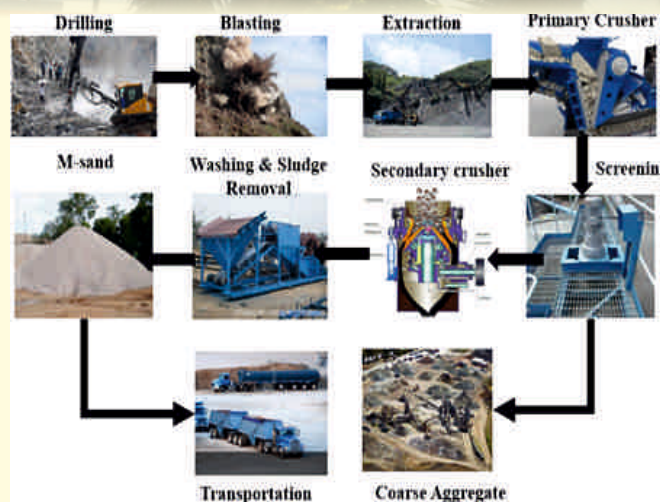 Drilling
Blasting
Extraction
Primary Crusher
M-sand
Washing & Sludge
Removal
Secondary crusher
Screenin
Transportation
Coarse Aggregate